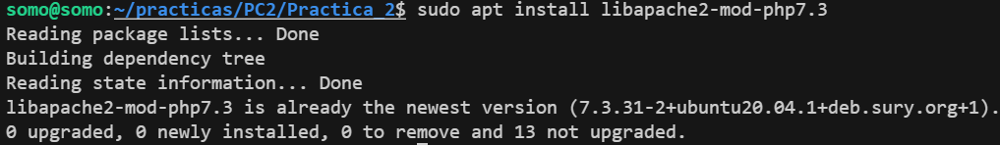 somo@somo:~/practicas/PC2/Practica_2$ sudo apt install libapache2-mod-php7.3
Reading package lists... Done
Building dependency tree
Reading state information... Done
libapache2-mod-php7.3 is already the newest version (7.3.31-2+ubuntu20.04.1+deb.sury.org+1).
0 upgraded, 0 newly installed, 0 to remove and 13 not upgraded.